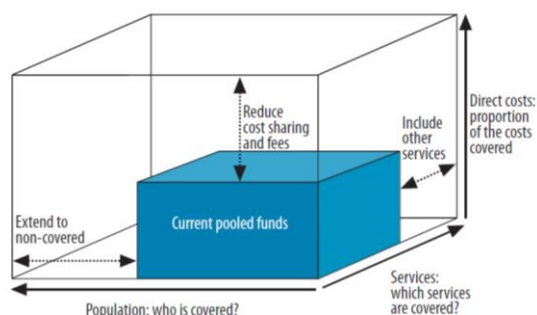 Reduce
cost sharing
and fees
Include
other
services
Direct costs:
proportion
of the costs
covered
Extend to
non-covered
Current pooled funds
Population: who is covered?
Services:
which services
are covered?